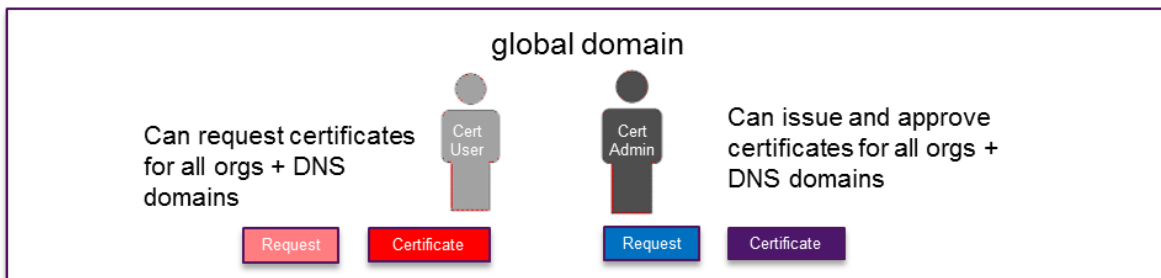 global domain
Can request certificates
for all orgs + DNS
domains
Cert
User
Cert
Admin
Can issue and approve
certificates for all orgs +
DNS domains
Request
Certificate
Request
Certificate